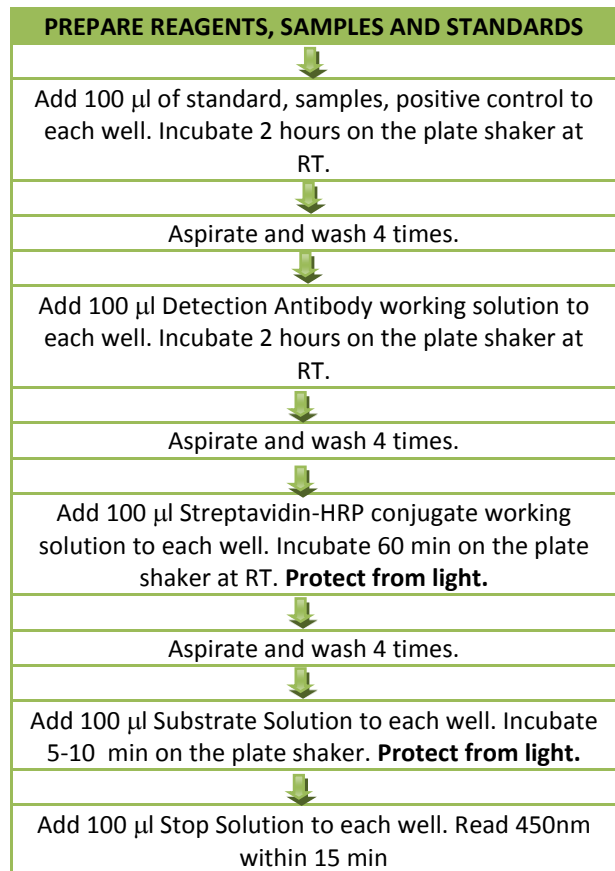 PREPARE REAGENTS, SAMPLES AND STANDARDS
Add 100 μl of standard, samples, positive control to
each well. Incubate 2 hours on the plate shaker at
RT.
Aspirate and wash 4 times.
Add 100 μl Detection Antibody working solution to
each well. Incubate 2 hours on the plate shaker at
RT.
Aspirate and wash 4 times.
Add 100 μl Streptavidin-HRP conjugate working
solution to each well. Incubate 60 min on the plate
shaker at RT. Protect from light.
Aspirate and wash 4 times.
Add 100 μl Substrate Solution to each well. Incubate
5-10 min on the plate shaker. Protect from light.
Add 100 μl Stop Solution to each well. Read 450nm
within 15 min